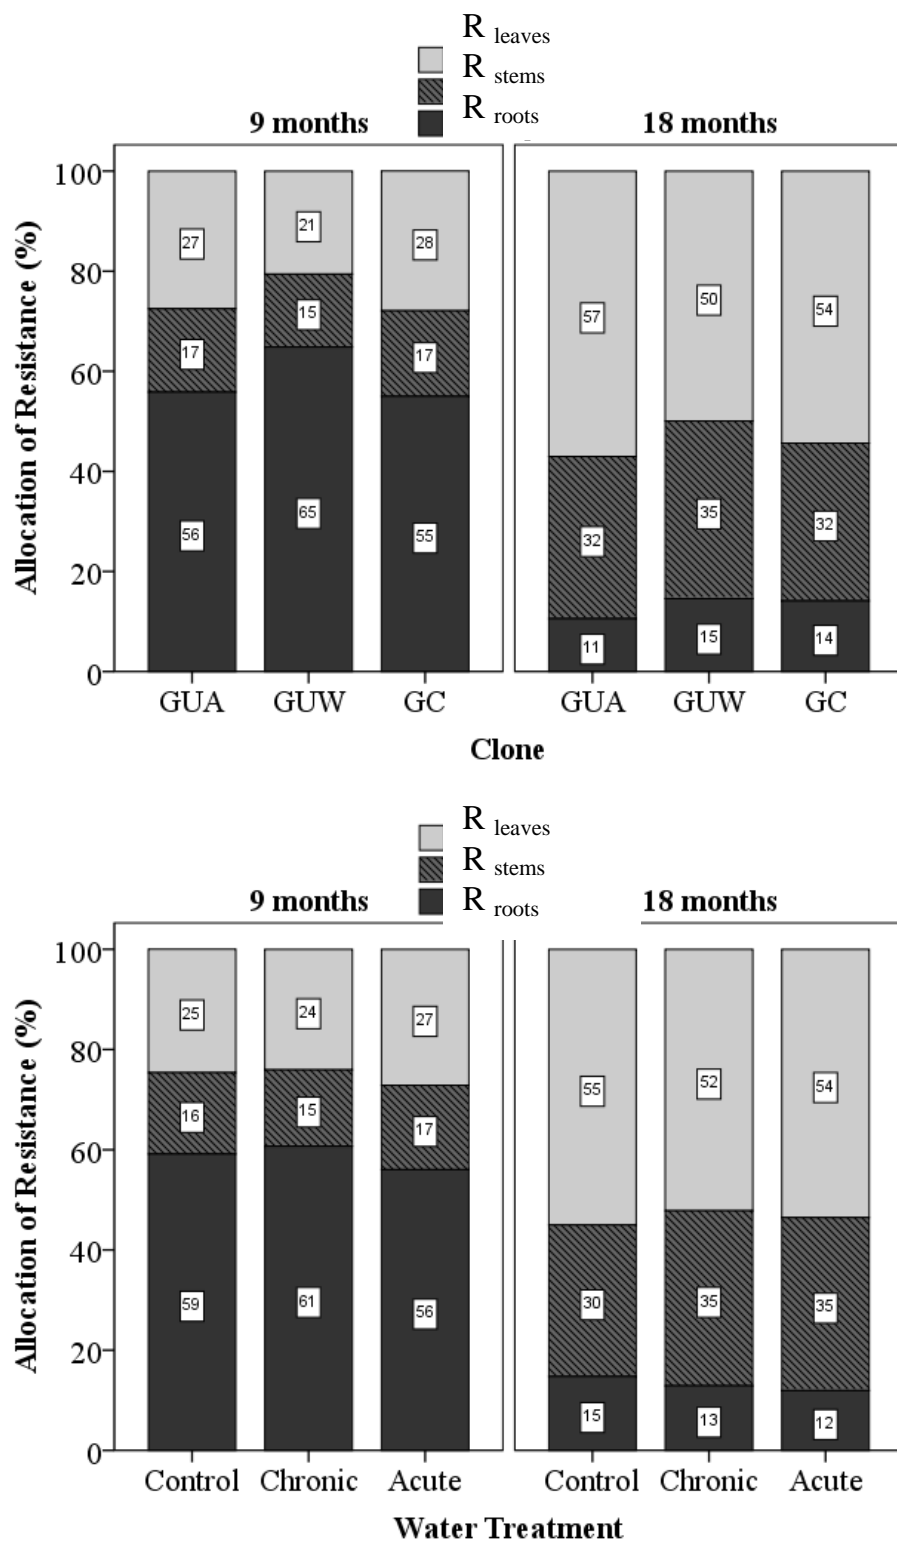 R leaves
R stems
R roots
9 months
18 months
Allocation of Resistance (%)
100
80
60
40
20
0
27
21
28
17
15
17
56
65
55
57
50
54
32
35
32
11
15
14
GUA
GUW
GC
GUA
GUW
GC
Clone
R leaves
R stems
R roots
9 months
18 months
Allocation of Resistance (%)
100
80
60
40
20
0
25
24
27
16
15
17
59
61
56
55
52
54
30
35
35
15
13
12
Control
Chronic
Acute
Control
Chronic
Acute
Water Treatment